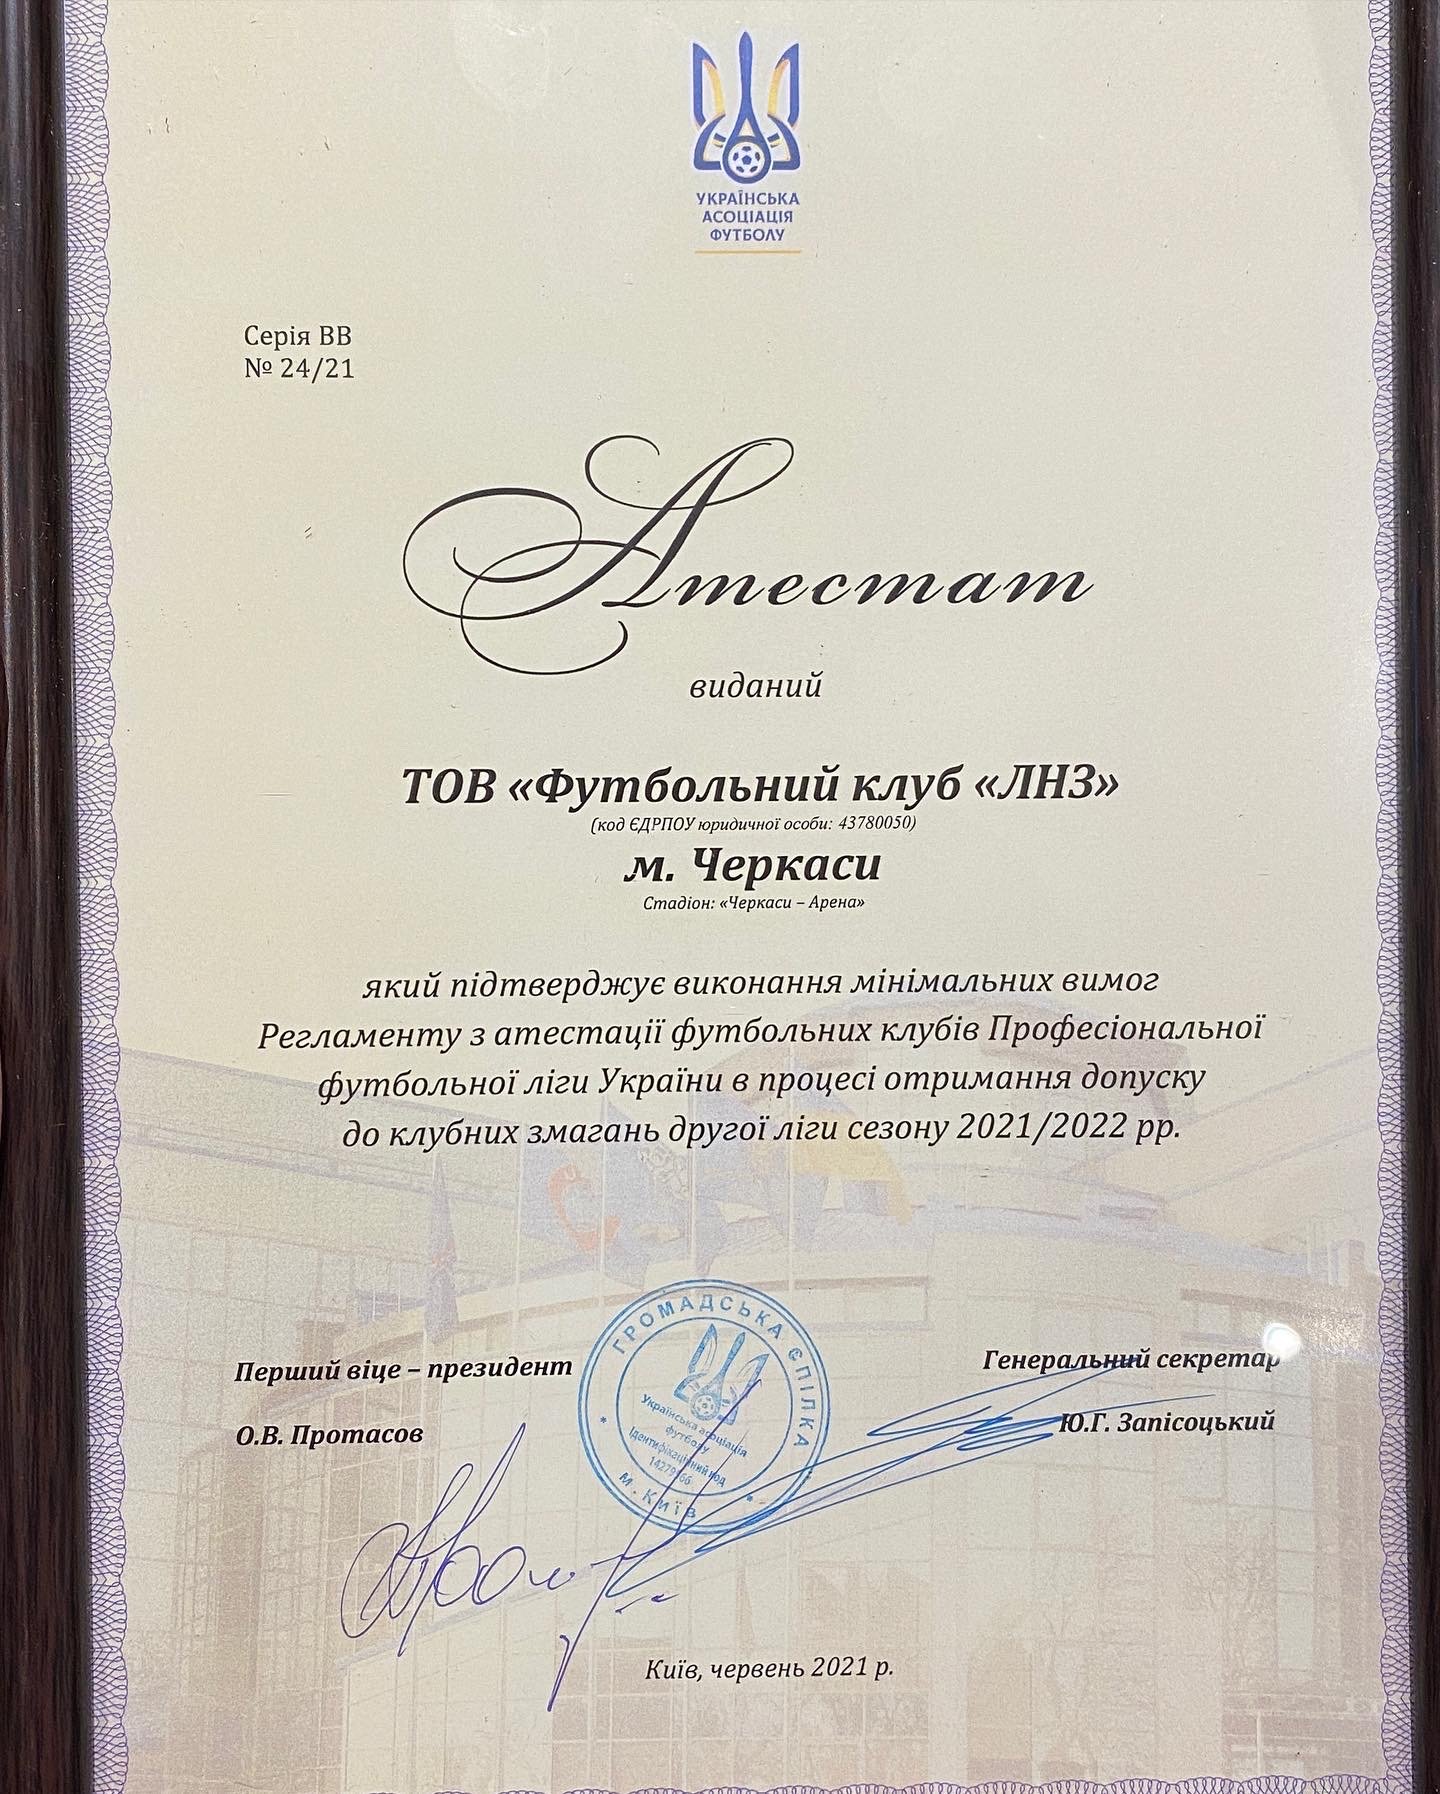 УКРАЇНСЬКА
АСОЦІАЦІЯ
ФУТБОЛУ
Серія ВВ
№ 24/21
Атестат
виданий
ТОВ «Футбольний клуб «ЛНЗ»
(код ЄДРПОУ юридичної особи: 43780050)
м. Черкаси
Стадіон: «Черкаси – Арена»
який підтверджує виконання мінімальних вимог
Регламенту з атестації футбольних клубів Професіональної
футбольної ліги України в процесі отримання допуску
до клубних змагань другої ліги сезону 2021/2022 рр.
Перший віце – президент
О.В. Протасов
ГРОМАДСЬКА СПІЛКА
Українська асоціація
футболу
Ідентифікаційний код
* м. Київ *
Генеральний секретар
Ю.Г. Запісоцький
Київ, червень 2021 р.